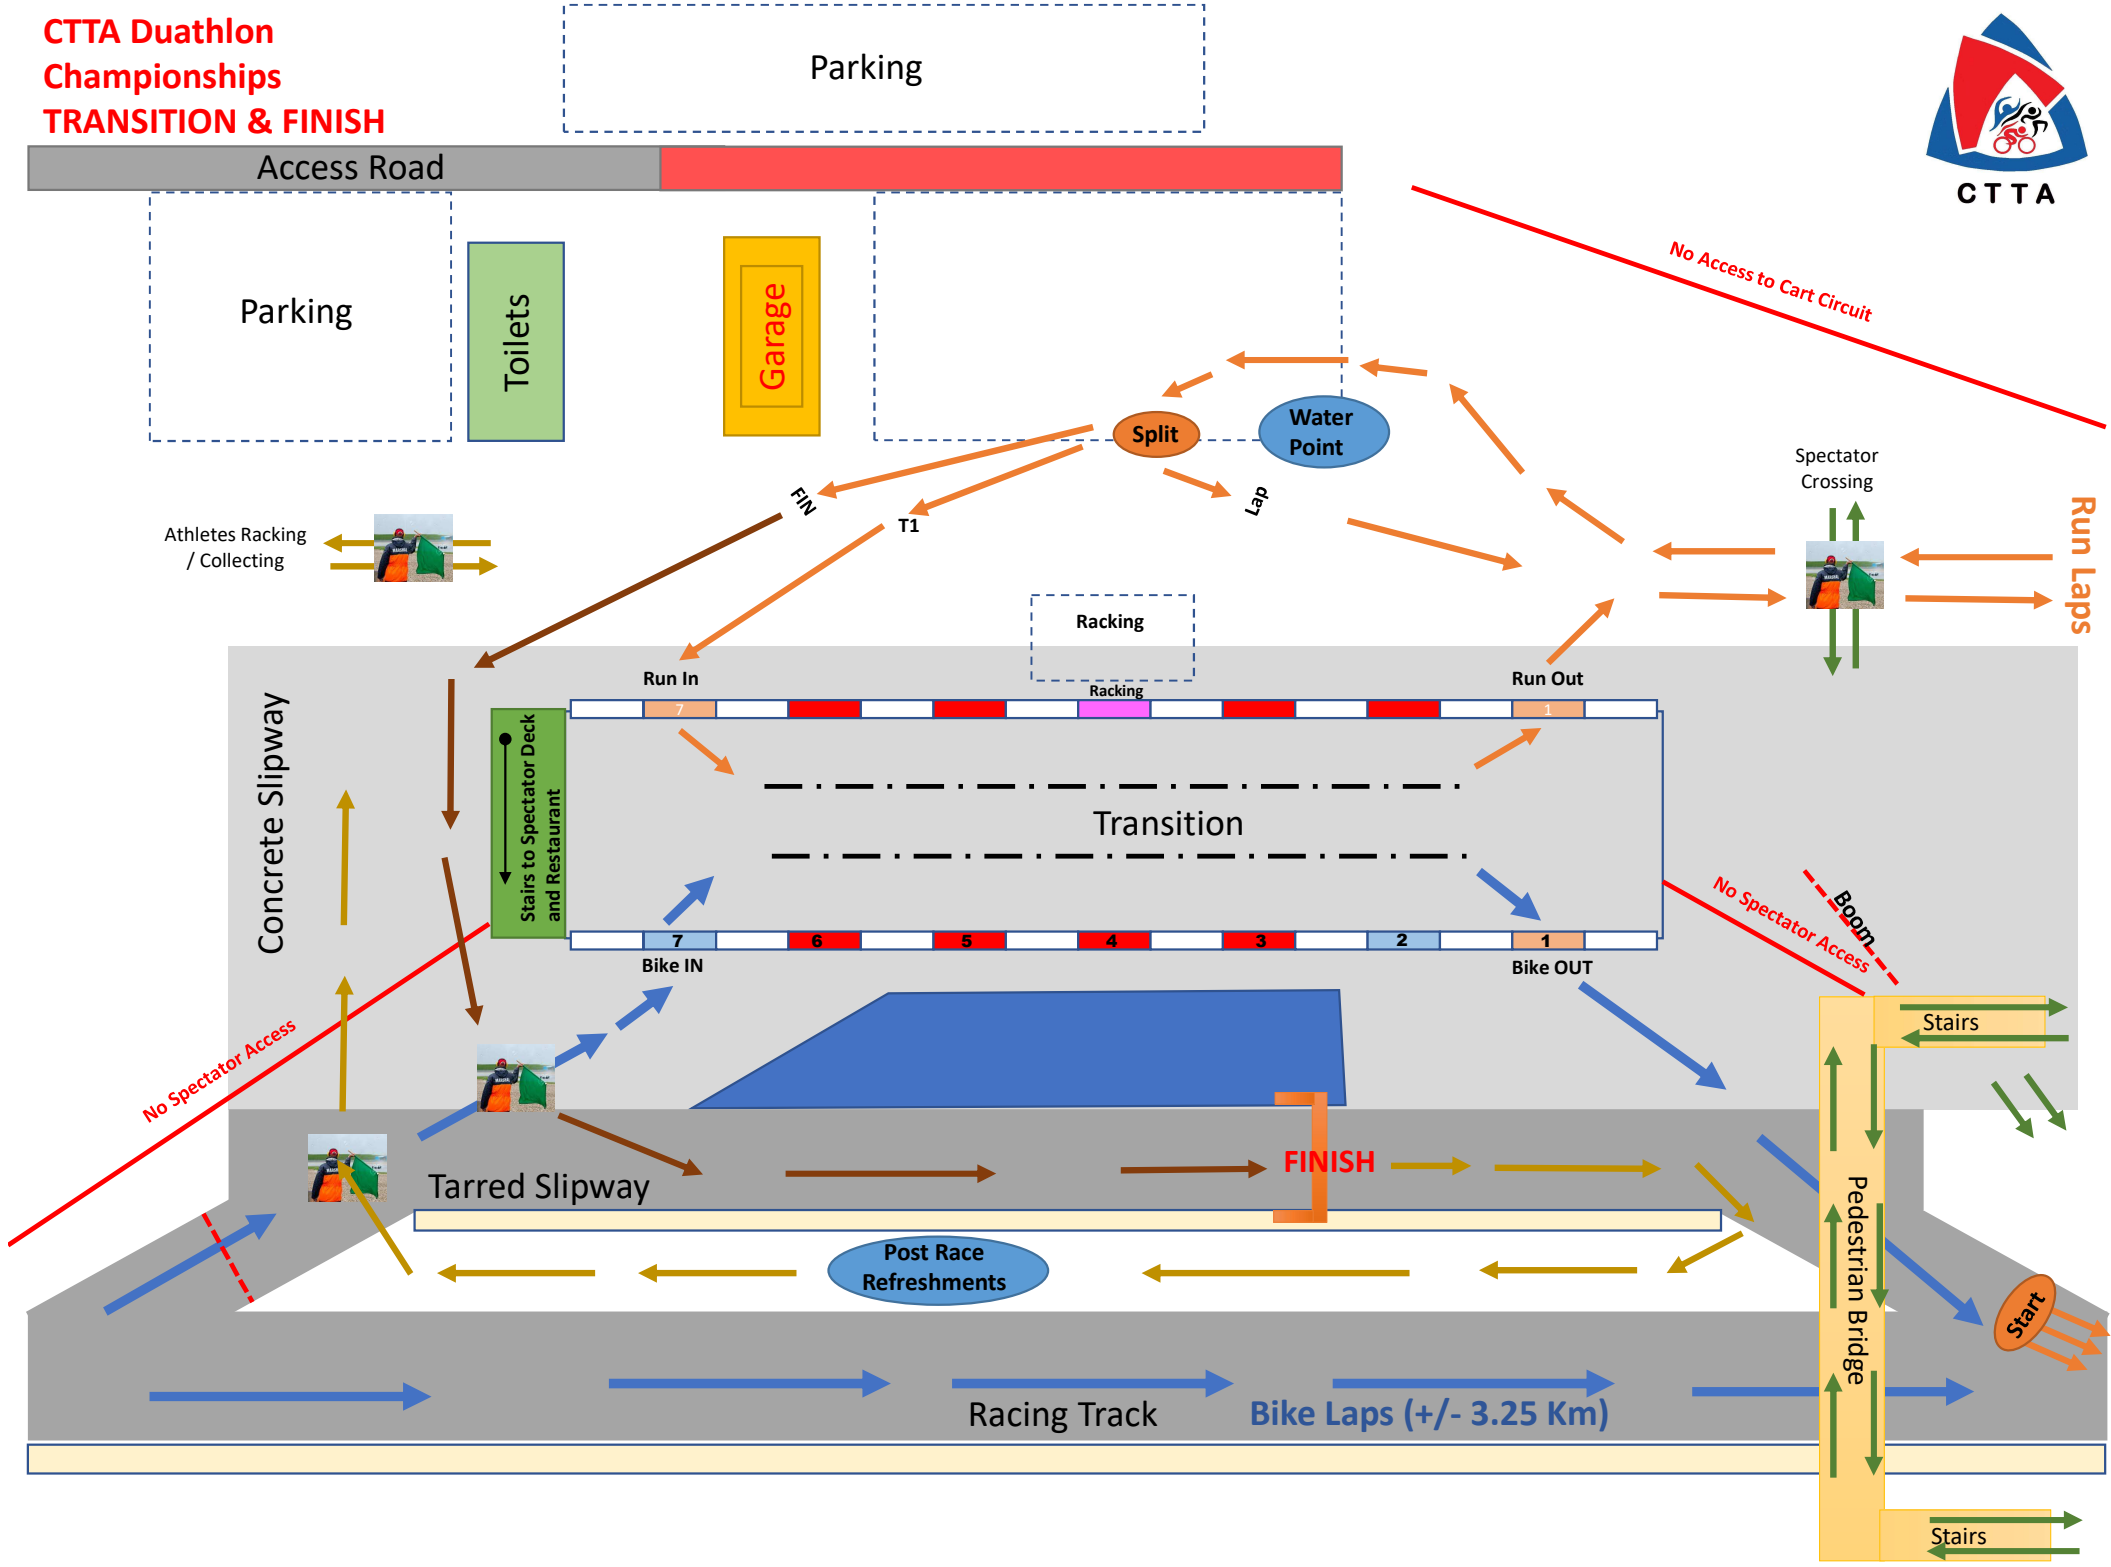 CTTA Duathlon
Championships
TRANSITION & FINISH
Parking
CTTA
Access Road
Parking
Toilets
Garage
No Access to Cart Circuit
Split
Water
Point
Spectator
Crossing
Run Laps
FIN
T1
Lap
Athletes Racking
/ Collecting
Racking
Run In
Racking
Run Out
7
1
Concrete Slipway
Stairs to Spectator Deck
and Restaurant
Transition
7
6
5
4
3
2
1
Bike IN
Bike OUT
No Spectator Access
Boom
No Spectator Access
Stairs
FINISH
Tarred Slipway
Pedestrian Bridge
Post Race
Refreshments
Start
Racing Track
Bike Laps (+/- 3.25 Km)
Stairs